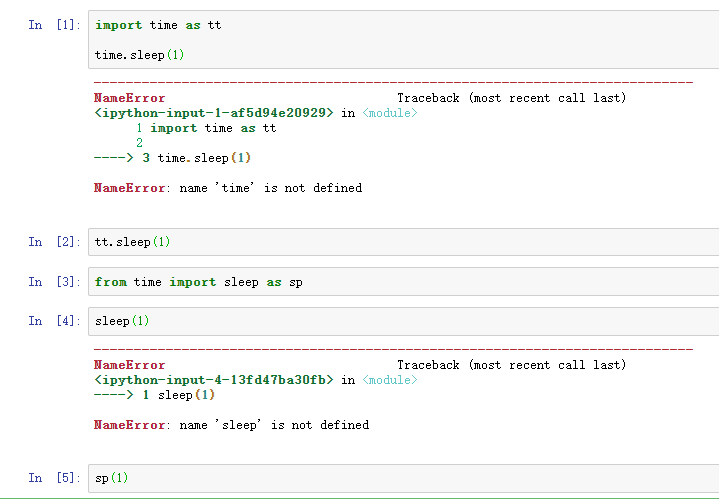 In [1]: import time as tt
time.sleep(1)
---------------------------------------------------------------------------
NameError Traceback (most recent call last)
<ipython-input-1-af5d94e20929> in <module>
1 import time as tt
2
----> 3 time.sleep(1)
NameError: name 'time' is not defined
In [2]: tt.sleep(1)
In [3]: from time import sleep as sp
In [4]: sleep(1)
---------------------------------------------------------------------------
NameError Traceback (most recent call last)
<ipython-input-4-13fd47ba30fb> in <module>
----> 1 sleep(1)
NameError: name 'sleep' is not defined
In [5]: sp(1)